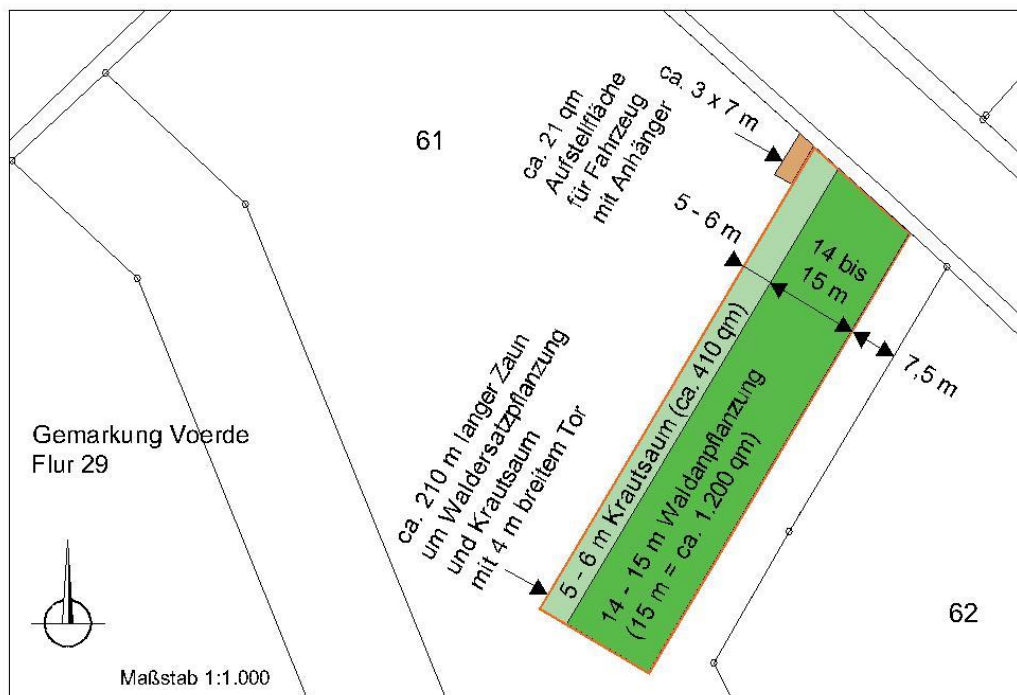 61
ca. 21 qm
Aufstellfläche
für Fahrzeug
mit Anhänger
ca. 3 x 7 m
5 - 6 m
14 bis
15 m
7,5 m
ca. 210 m langer Zaun
um Waldersatzpflanzung
und Krautsaum
mit 4 m breitem Tor
5 - 6 m Krautsaum (ca. 410 qm)
14 - 15 m Waldanpflanzung
(15 m = ca. 1.200 qm)
Gemarkung Voerde
Flur 29
62
Maßstab 1:1.000